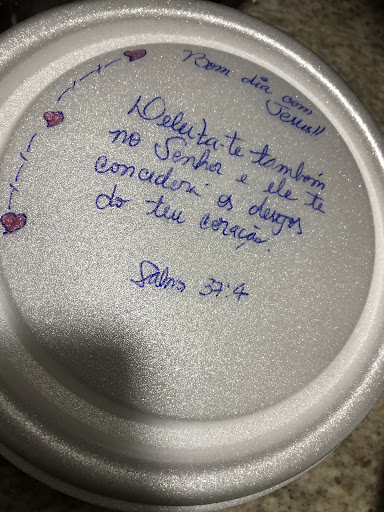 Bom dia com
Jesus!!
Deleita-te também
no Senhor e ele te
concederá os desejos
do teu coração.
Salmo 37:4